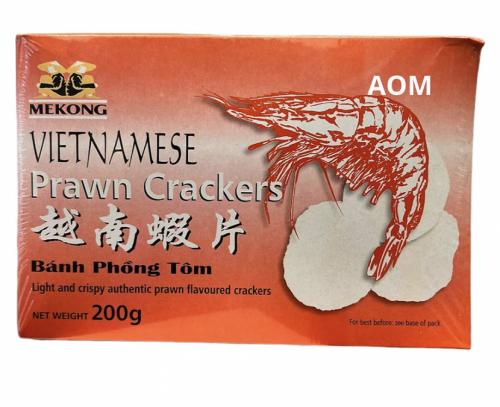 AOM
MEKONG
VIETNAMESE
Prawn Crackers
越南蝦片
Bánh Phồng Tôm
Light and crispy authentic prawn flavoured crackers
NET WEIGHT 200g
For best before: see base of pack